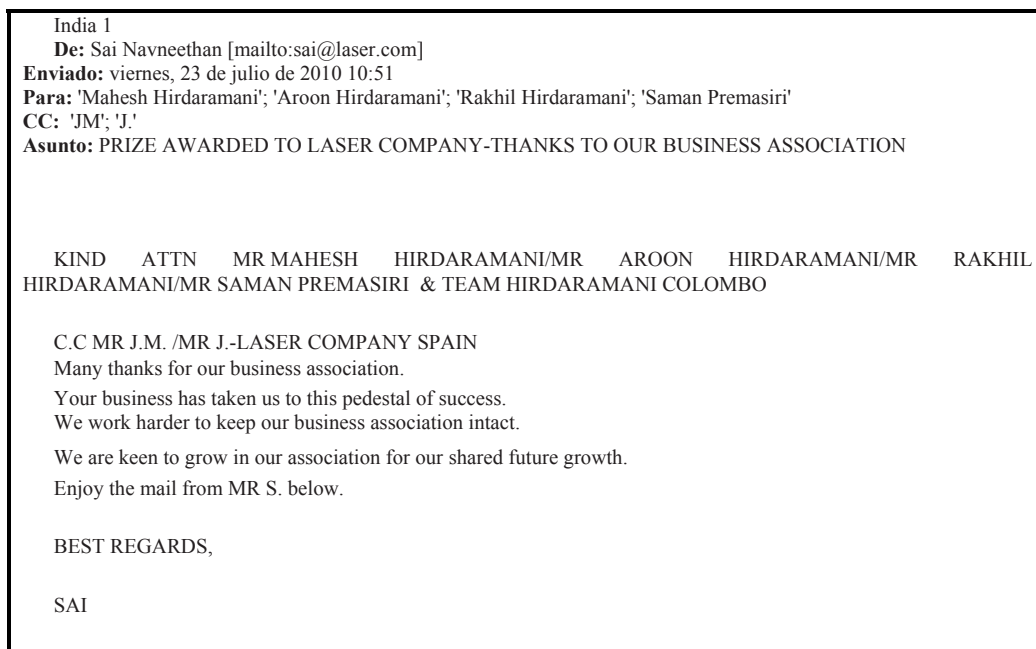 India 1
De: Sai Navneethan [mailto:sai@laser.com]
Enviado: viernes, 23 de julio de 2010 10:51
Para: 'Mahesh Hirdaramani'; 'Aroon Hirdaramani'; 'Rakhil Hirdaramani'; 'Saman Premasiri'
CC: 'JM'; 'J.'
Asunto: PRIZE AWARDED TO LASER COMPANY-THANKS TO OUR BUSINESS ASSOCIATION
KIND ATTN MR MAHESH HIRDARAMANI/MR AROON HIRDARAMANI/MR RAKHIL
HIRDARAMANI/MR SAMAN PREMASIRI & TEAM HIRDARAMANI COLOMBO
C.C MR J.M. /MR J.-LASER COMPANY SPAIN
Many thanks for our business association.
Your business has taken us to this pedestal of success.
We work harder to keep our business association intact.
We are keen to grow in our association for our shared future growth.
Enjoy the mail from MR S. below.
BEST REGARDS,
SAI